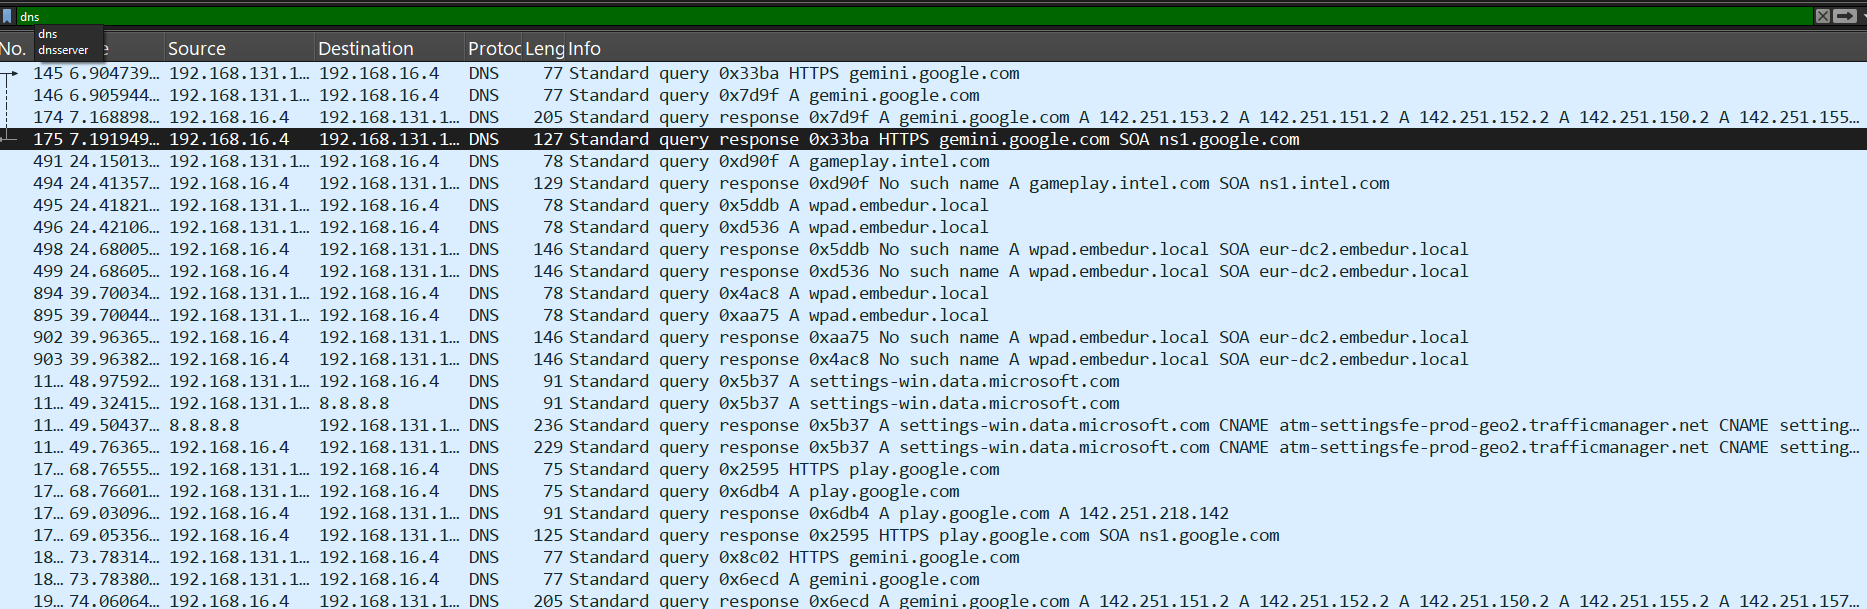 dns
dns
dnsserver
No. Source Destination Protoc Leng Info
145 6.904739… 192.168.131.1… 192.168.16.4 DNS 77 Standard query 0x33ba HTTPS gemini.google.com
146 6.905944… 192.168.131.1… 192.168.16.4 DNS 77 Standard query 0x7d9f A gemini.google.com
174 7.168898… 192.168.16.4 192.168.131.1… DNS 205 Standard query response 0x7d9f A gemini.google.com A 142.251.153.2 A 142.251.151.2 A 142.251.152.2 A 142.251.150.2 A 142.251.155…
175 7.191949… 192.168.16.4 192.168.131.1… DNS 127 Standard query response 0x33ba HTTPS gemini.google.com SOA ns1.google.com
491 24.15013… 192.168.131.1… 192.168.16.4 DNS 78 Standard query 0xd90f A gameplay.intel.com
494 24.41357… 192.168.16.4 192.168.131.1… DNS 129 Standard query response 0xd90f No such name A gameplay.intel.com SOA ns1.intel.com
495 24.41821… 192.168.131.1… 192.168.16.4 DNS 78 Standard query 0x5ddb A wpad.embedur.local
496 24.42106… 192.168.131.1… 192.168.16.4 DNS 78 Standard query 0xd536 A wpad.embedur.local
498 24.68005… 192.168.16.4 192.168.131.1… DNS 146 Standard query response 0x5ddb No such name A wpad.embedur.local SOA eur-dc2.embedur.local
499 24.68605… 192.168.16.4 192.168.131.1… DNS 146 Standard query response 0xd536 No such name A wpad.embedur.local SOA eur-dc2.embedur.local
894 39.70034… 192.168.131.1… 192.168.16.4 DNS 78 Standard query 0x4ac8 A wpad.embedur.local
895 39.70044… 192.168.131.1… 192.168.16.4 DNS 78 Standard query 0xaa75 A wpad.embedur.local
902 39.96365… 192.168.16.4 192.168.131.1… DNS 146 Standard query response 0xaa75 No such name A wpad.embedur.local SOA eur-dc2.embedur.local
903 39.96382… 192.168.16.4 192.168.131.1… DNS 146 Standard query response 0x4ac8 No such name A wpad.embedur.local SOA eur-dc2.embedur.local
11… 48.97592… 192.168.131.1… 192.168.16.4 DNS 91 Standard query 0x5b37 A settings-win.data.microsoft.com
11… 49.32415… 192.168.131.1… 8.8.8.8 DNS 91 Standard query 0x5b37 A settings-win.data.microsoft.com
11… 49.50437… 8.8.8.8 192.168.131.1… DNS 236 Standard query response 0x5b37 A settings-win.data.microsoft.com CNAME atm-settingsfe-prod-geo2.trafficmanager.net CNAME setting…
11… 49.76365… 192.168.16.4 192.168.131.1… DNS 229 Standard query response 0x5b37 A settings-win.data.microsoft.com CNAME atm-settingsfe-prod-geo2.trafficmanager.net CNAME setting…
17… 68.76555… 192.168.131.1… 192.168.16.4 DNS 75 Standard query 0x2595 HTTPS play.google.com
17… 68.76601… 192.168.131.1… 192.168.16.4 DNS 75 Standard query 0x6db4 A play.google.com
17… 69.03096… 192.168.16.4 192.168.131.1… DNS 91 Standard query response 0x6db4 A play.google.com A 142.251.218.142
17… 69.05356… 192.168.16.4 192.168.131.1… DNS 125 Standard query response 0x2595 HTTPS play.google.com SOA ns1.google.com
18… 73.78314… 192.168.131.1… 192.168.16.4 DNS 77 Standard query 0x8c02 HTTPS gemini.google.com
18… 73.78380… 192.168.131.1… 192.168.16.4 DNS 77 Standard query 0x6ecd A gemini.google.com
19… 74.06064… 192.168.16.4 192.168.131.1… DNS 205 Standard query response 0x6ecd A gemini.google.com A 142.251.151.2 A 142.251.152.2 A 142.251.150.2 A 142.251.155.2 A 142.251.157…